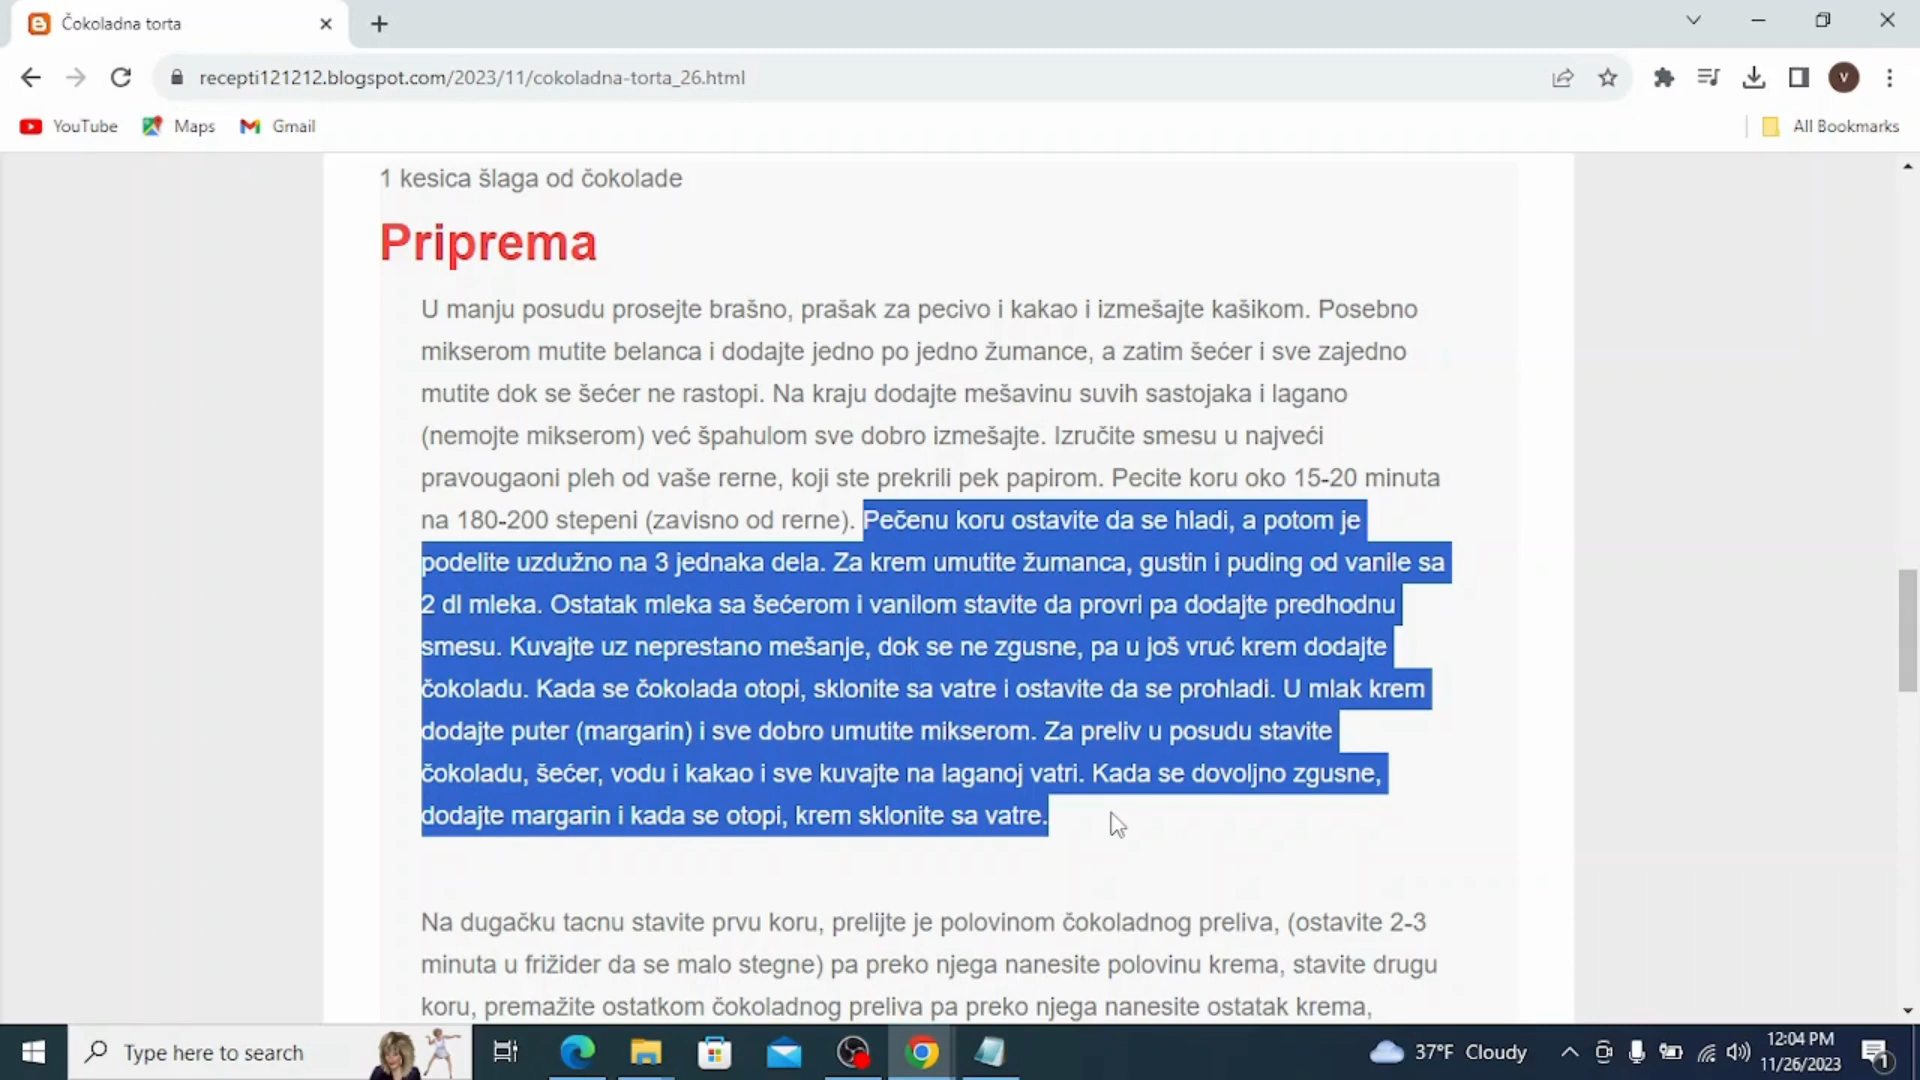 Čokoladna torta
recepti121212.blogspot.com/2023/11/cokoladna-torta_26.html
V
YouTube
Maps
Gmail
All Bookmarks
1 kesica šlaga od čokolade
Priprema
U manju posudu prosejte brašno, prašak za pecivo i kakao i izmešajte kašikom. Posebno
mikserom mutite belanca i dodajte jedno po jedno žumance, a zatim šećer i sve zajedno
mutite dok se šećer ne rastopi. Na kraju dodajte mešavinu suvih sastojaka i lagano
(nemojte mikserom) već špahulom sve dobro izmešajte. Izručite smesu u najveći
pravougaoni pleh od vaše rerne, koji ste prekrili pek papirom. Pecite koru oko 15-20 minuta
na 180-200 stepeni (zavisno od rerne). Pečenu koru ostavite da se hladi, a potom je
podelite uzdužno na 3 jednaka dela. Za krem umutite žumanca, gustin i puding od vanile sa
2 dl mleka. Ostatak mleka sa šećerom i vanilom stavite da provri pa dodajte predhodnu
smesu. Kuvajte uz neprestano mešanje, dok se ne zgusne, pa u još vruć krem dodajte
čokoladu. Kada se čokolada otopi, sklonite sa vatre i ostavite da se prohladi. U mlak krem
dodajte puter (margarin) i sve dobro umutite mikserom. Za preliv u posudu stavite
čokoladu, šećer, vodu i kakao i sve kuvajte na laganoj vatri. Kada se dovoljno zgusne,
dodajte margarin i kada se otopi, krem sklonite sa vatre.
Na dugačku tacnu stavite prvu koru, prelijte je polovinom čokoladnog preliva, (ostavite 2-3
minuta u frižider da se malo stegne) pa preko njega nanesite polovinu krema, stavite drugu
koru, premažite ostatkom čokoladnog preliva pa preko njega nanesite ostatak krema,
Type here to search
37°F Cloudy
12:04 PM
11/26/2023
1